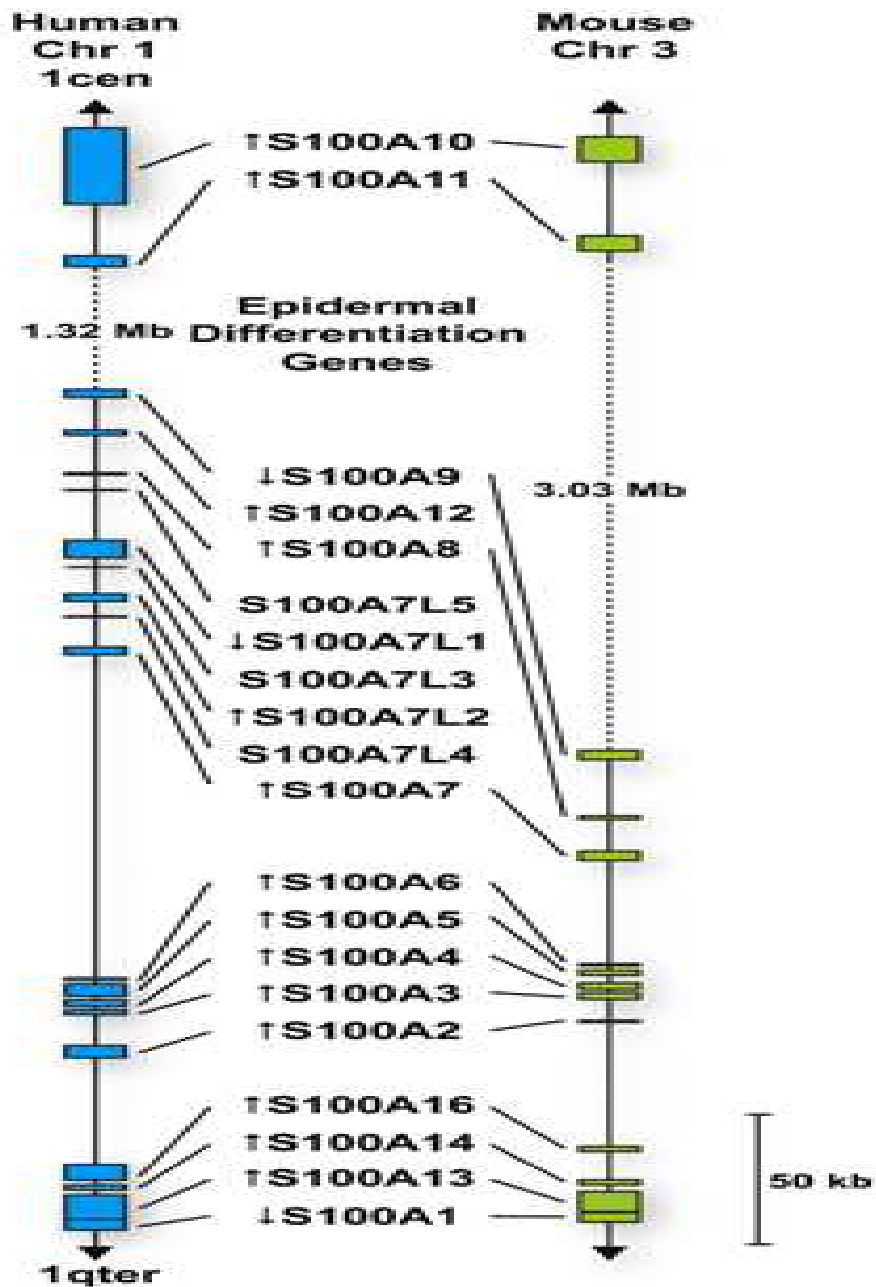 Human
Chr 1
1cen
Mouse
Chr 3
↑S100A10
↑S100A11
Epidermal
Differentiation
Genes
1.32 Mb
↓S100A9
3.03 Mb
↑S100A12
↑S100A8
S100A7L5
↓S100A7L1
S100A7L3
↑S100A7L2
S100A7L4
↑S100A7
↑S100A6
↑S100A5
↑S100A4
↑S100A3
↑S100A2
↑S100A16
↑S100A14
↑S100A13
50 kb
↓S100A1
1qter